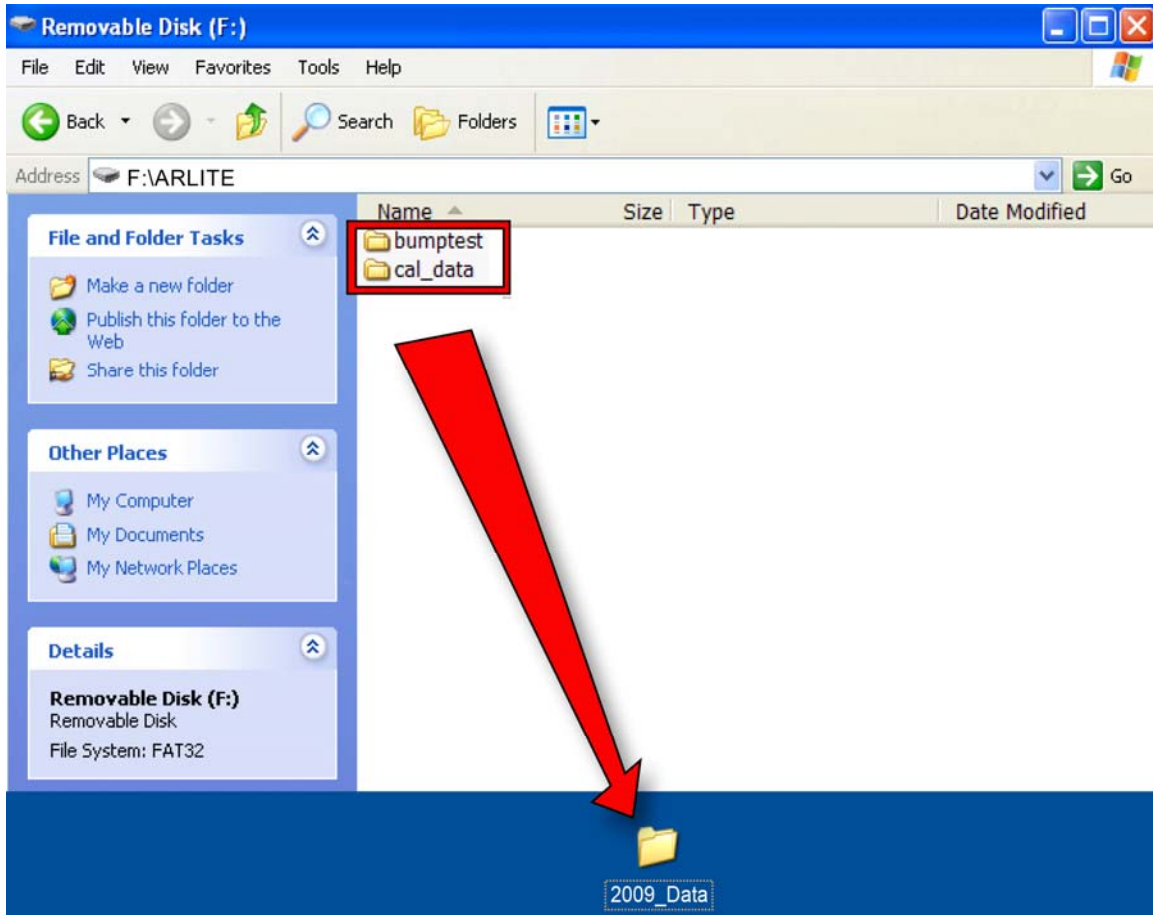 Removable Disk (F:)
File Edit View Favorites Tools Help
Back Search Folders
Address F:\ARLITE Go
Name Size Type Date Modified
File and Folder Tasks
Make a new folder
Publish this folder to the
Web
Share this folder
Other Places
My Computer
My Documents
My Network Places
Details
Removable Disk (F:)
Removable Disk
File System: FAT32
bumptest
cal_data
2009_Data